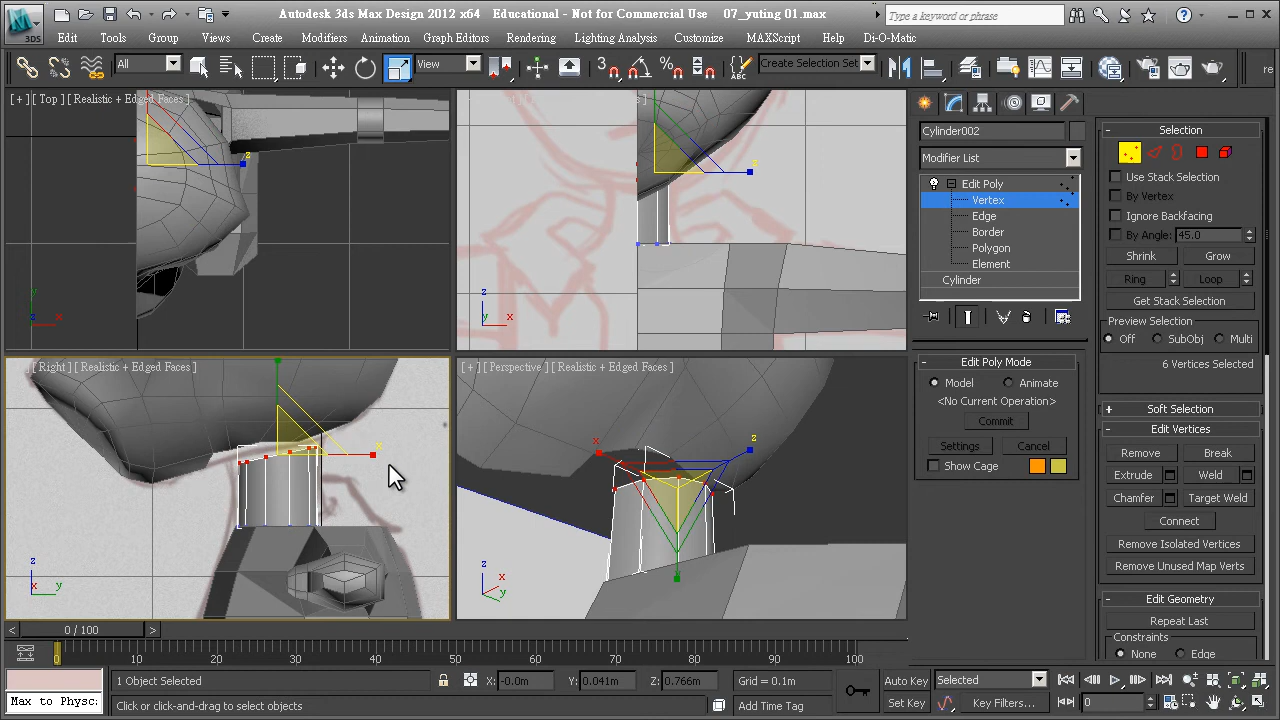 Autodesk 3ds Max Design 2012 x64 Educational - Not for Commercial Use 07_yuting 01.max
Type a keyword or phrase
3DS
Edit Tools Group Views Create Modifiers Animation Graph Editors Rendering Lighting Analysis Customize MAXScript Help Di-O-Matic
All View 3 ABC Create Selection Set re
[ + ] [ Top ] [ Realistic + Edged Faces ]
Cylinder002
Modifier List
Edit Poly
Vertex
Edge
Border
Polygon
Element
Cylinder
Selection
Use Stack Selection
By Vertex
Ignore Backfacing
By Angle: 45.0
Shrink Grow
Ring Loop
Get Stack Selection
Preview Selection
Off SubObj Multi
6 Vertices Selected
[ Right ] [ Realistic + Edged Faces ]
[ + ] [ Perspective ] [ Realistic + Edged Faces ]
Edit Poly Mode
Model Animate
<No Current Operation>
Commit
Settings Cancel
Show Cage
Soft Selection
Edit Vertices
Remove Break
Extrude Weld
Chamfer Target Weld
Connect
Remove Isolated Vertices
Remove Unused Map Verts
Edit Geometry
Repeat Last
Constraints
None Edge
< 0 / 100 >
0 10 20 30 40 50 60 70 80 90 100
1 Object Selected X: -0.0m Y: 0.041m Z: 0.766m Grid = 0.1m Auto Key Selected
Max to Physc: Click or click-and-drag to select objects Add Time Tag Set Key Key Filters... 0